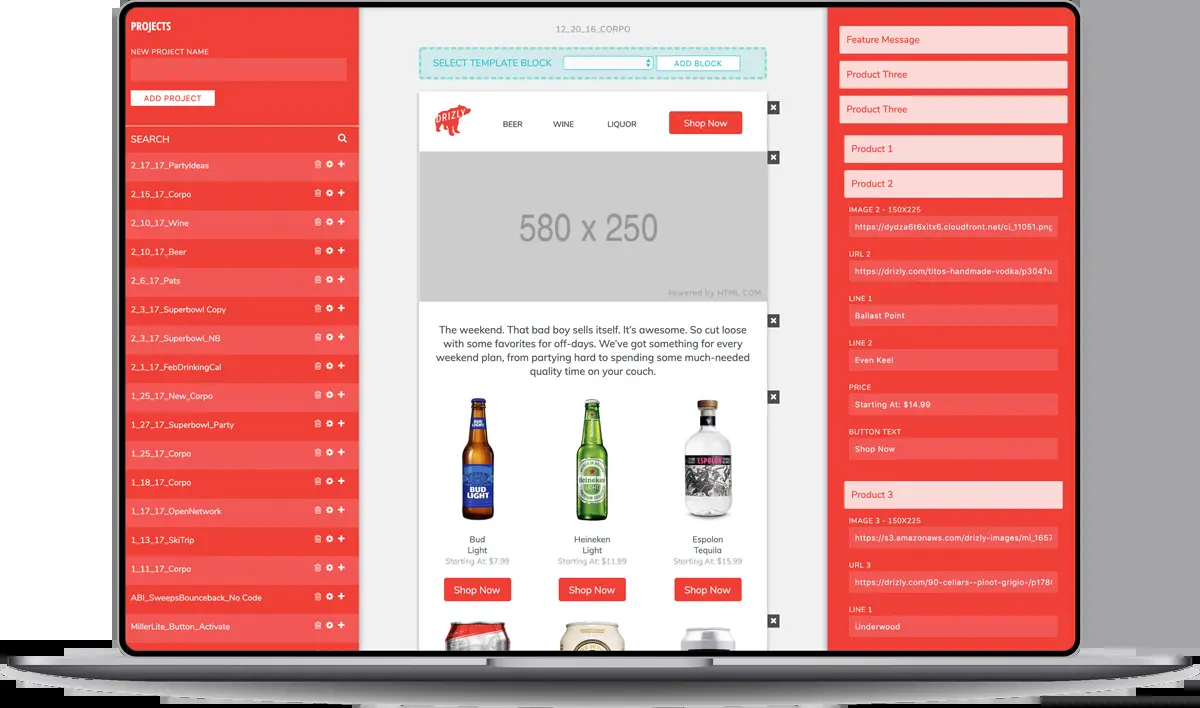 PROJECTS
NEW PROJECT NAME
ADD PROJECT
SEARCH
2_17_17_PartyIdeas
2_15_17_Corpo
2_10_17_Wine
2_10_17_Beer
2_6_17_Pats
2_3_17_Superbowl Copy
2_3_17_Superbowl_NB
2_1_17_FebDrinkingCal
1_25_17_New_Corpo
1_27_17_Superbowl_Party
1_25_17_Corpo
1_18_17_Corpo
1_17_17_OpenNetwork
1_13_17_SkiTrip
1_11_17_Corpo
ABI_SweepsBounceback_No Code
MillerLite_Button_Activate
12_20_16_CORPO
SELECT TEMPLATE BLOCK
ADD BLOCK
DRIZLY
BEER WINE LIQUOR Shop Now
580 x 250
Powered by HTML.COM
The weekend. That bad boy sells itself. It's awesome. So cut loose
with some favorites for off-days. We've got something for every
weekend plan, from partying hard to spending some much-needed
quality time on your couch.
BUD LIGHT
Heineken
LIGHT
ESPOLON
Bud
Light
Starting At: $7.99
Shop Now
Heineken
Light
Starting At: $11.99
Shop Now
Espolon
Tequila
Starting At: $15.99
Shop Now
Feature Message
Product Three
Product Three
Product 1
Product 2
IMAGE 2 - 150X225
https://dydza6t6xitx6.cloudfront.net/ci_11051.png
URL 2
https://drizly.com/titos-handmade-vodka/p304?u
LINE 1
Ballast Point
LINE 2
Even Keel
PRICE
Starting At: $14.99
BUTTON TEXT
Shop Now
Product 3
IMAGE 3 - 150X225
https://s3.amazonaws.com/drizly-images/mi_1657
URL 3
https://drizly.com/90-cellars--pinot-grigio-/p178
LINE 1
Underwood